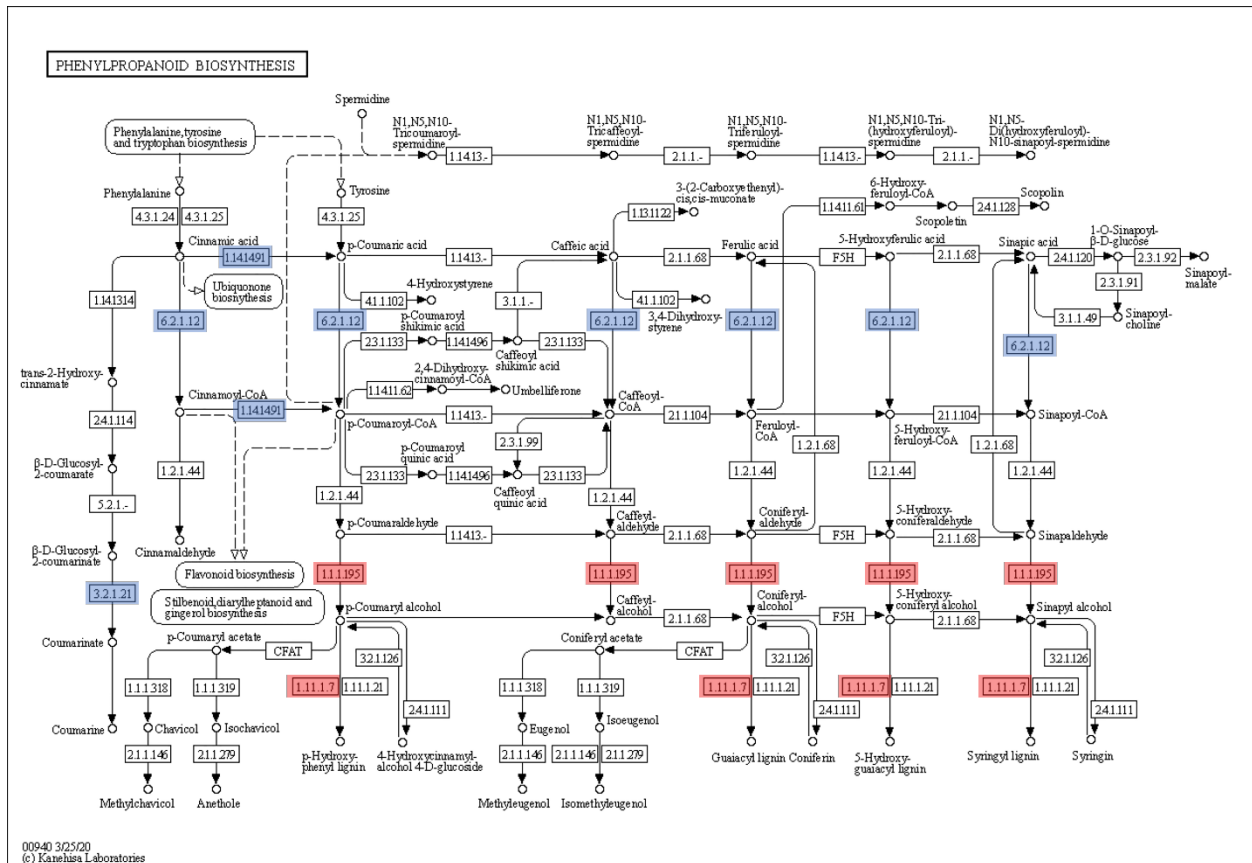 PHENYLPROPANOID BIOSYNTHESIS
Spermidine
N1,N5,N10-
Tricoumaroyl-
spermidine
N1,N5,N10-
Tricaffeoyl-
spermidine
N1,N5,N10-
Triferuloyl-
spermidine
N1,N5,N10-Tri-
(hydroxyferuloyl)-
spermidine
N1,N5-
Di(hydroxyferuloyl)-
N10-sinapoyl-spermidine
Phenylalanine,tyrosine
and tryptophan biosynthesis
1.14.13.-
2.1.1.-
1.14.13.-
2.1.1.-
Phenylalanine
Tyrosine
3-(2-Carboxyethenyl)-
cis,cis-muconate
6-Hydroxy-
feruloyl-CoA
Scopolin
1.13.11.22
1.14.11.61
2.4.1.128
Scopoletin
4.3.1.24
4.3.1.25
4.3.1.25
Cinnamic acid
p-Coumaric acid
Caffeic acid
Ferulic acid
5-Hydroxyferulic acid
Sinapic acid
1-O-Sinapoyl-
β-D-glucose
1.14.14.91
1.14.13.-
2.1.1.68
F5H
2.1.1.68
2.4.1.120
2.3.1.92
Sinapoyl-
malate
1.14.13.14
Ubiquonone
biosynthesis
4-Hydroxystyrene
4.1.1.102
3.1.1.-
4.1.1.102
3,4-Dihydroxy-
styrene
2.3.1.91
3.1.1.49
Sinapoyl-
choline
6.2.1.12
6.2.1.12
6.2.1.12
6.2.1.12
6.2.1.12
6.2.1.12
p-Coumaroyl
shikimic acid
2.3.1.133
1.14.14.96
2.3.1.133
Caffeoyl
shikimic acid
trans-2-Hydroxy-
cinnamate
2,4-Dihydroxy-
cinnamoyl-CoA
1.14.11.62
Umbelliferone
Cinnamoyl-CoA
1.14.14.91
p-Coumaroyl-CoA
1.14.13.-
Caffeoyl-
CoA
2.1.1.104
Feruloyl-
CoA
5-Hydroxy-
feruloyl-CoA
2.1.1.104
Sinapoyl-CoA
2.4.1.114
2.3.1.99
1.2.1.68
1.2.1.68
β-D-Glucosyl-
2-coumarate
p-Coumaroyl
quinic acid
2.3.1.133
1.14.14.96
2.3.1.133
Caffeoyl
quinic acid
1.2.1.44
1.2.1.44
1.2.1.44
1.2.1.44
1.2.1.44
1.2.1.44
5.2.1.-
p-Coumaraldehyde
1.14.13.-
Caffeyl-
aldehyde
2.1.1.68
Coniferyl-
aldehyde
F5H
5-Hydroxy-
coniferaldehyde
2.1.1.68
Sinapaldehyde
Cinnamaldehyde
β-D-Glucosyl-
2-coumarinate
Flavonoid biosynthesis
1.1.1.195
1.1.1.195
1.1.1.195
1.1.1.195
1.1.1.195
3.2.1.21
Stilbenoid,diarylheptanoid and
gingerol biosynthesis
p-Coumaryl alcohol
Caffeyl-
alcohol
2.1.1.68
Coniferyl-
alcohol
F5H
5-Hydroxy-
coniferyl alcohol
2.1.1.68
Sinapyl alcohol
Coumarinate
p-Coumaryl acetate
CFAT
Coniferyl acetate
CFAT
3.2.1.126
3.2.1.126
3.2.1.126
1.1.1.318
1.1.1.319
1.11.1.7
1.11.1.21
1.1.1.318
1.1.1.319
1.11.1.7
1.11.1.21
1.11.1.7
1.11.1.21
1.11.1.7
1.11.1.21
2.4.1.111
2.4.1.111
2.4.1.111
Coumarine
Chavicol
Isochavicol
Eugenol
Isoeugenol
2.1.1.146
2.1.1.279
2.1.1.146
2.1.1.146
2.1.1.279
p-Hydroxy-
phenyl lignin
4-Hydroxycinnamyl-
alcohol 4-D-glucoside
Guaiacyl lignin
Coniferin
5-Hydroxy-
guaiacyl lignin
Syringyl lignin
Syringin
Methylchavicol
Anethole
Methyleugenol
Isomethyleugenol
00940 3/25/20
(c) Kanehisa Laboratories